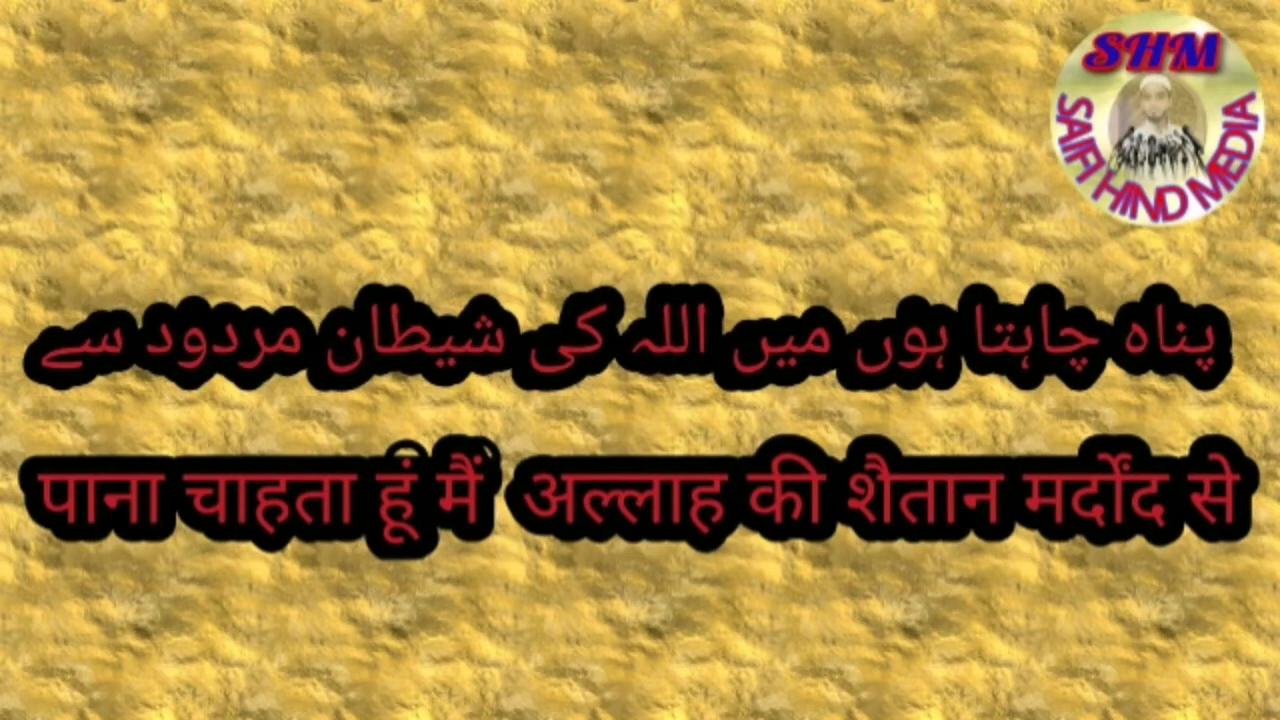 SHM
SAIFI HIND MEDIA
پناہ چاہتا ہوں میں اللہ کی شیطان مردود سے
पाना चाहता हूं मैं अल्लाह की शैतान मर्दोंद से